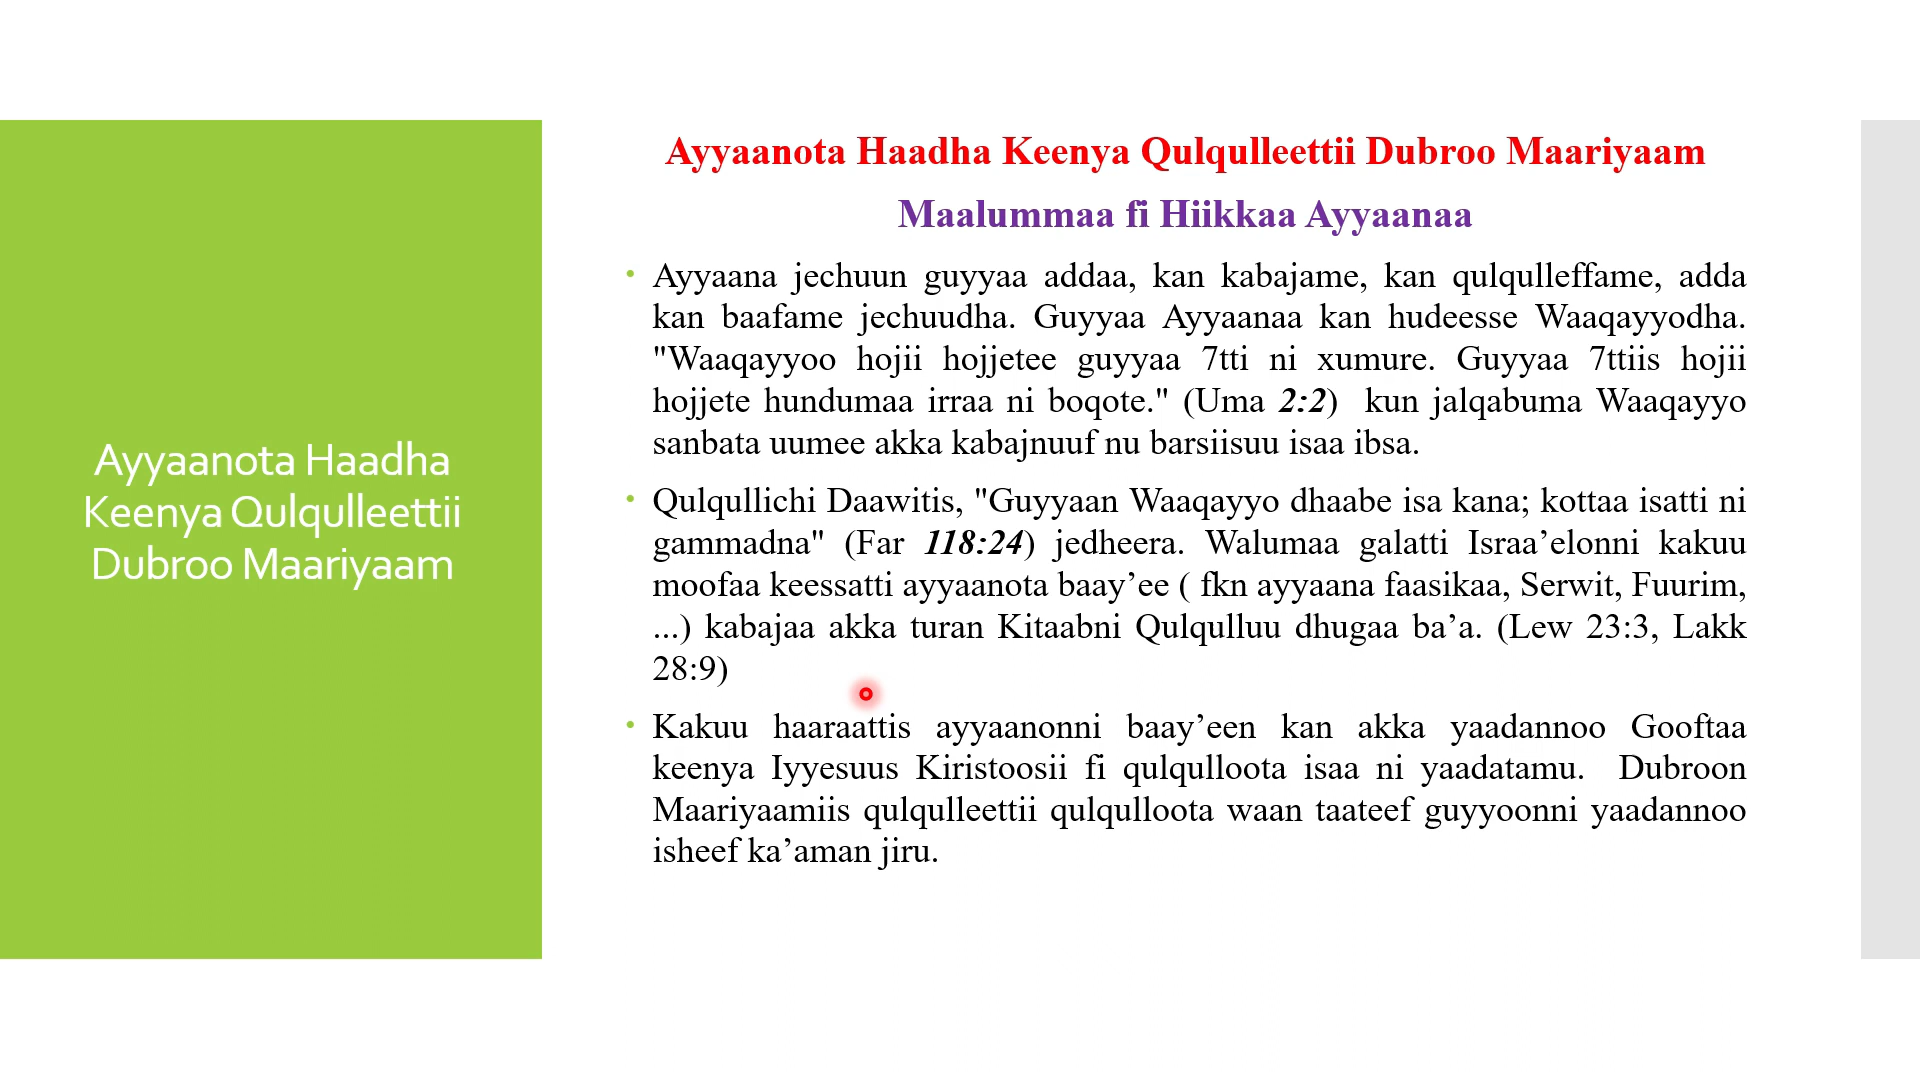 Ayyaanota Haadha
Keenya Qulqulleettii
Dubroo Maariyaam
Ayyaanota Haadha Keenya Qulqulleettii Dubroo Maariyaam
Maalummaa fi Hiikkaa Ayyaanaa
• Ayyaana jechuun guyyaa addaa, kan kabajame, kan qulqulleffame, adda
kan baafame jechuudha. Guyyaa Ayyaanaa kan hudeesse Waaqayyodha.
"Waaqayyoo hojii hojjetee guyyaa 7tti ni xumure. Guyyaa 7ttiis hojii
hojjete hundumaa irraa ni boqote." (Uma 2:2) kun jalqabuma Waaqayyo
sanbata uumee akka kabajnuuf nu barsiisuu isaa ibsa.
• Qulqullichi Daawitis, "Guyyaan Waaqayyo dhaabe isa kana; kottaa isatti ni
gammadna" (Far 118:24) jedheera. Walumaa galatti Israa’elonni kakuu
moofaa keessatti ayyaanota baay’ee ( fkn ayyaana faasikaa, Serwit, Fuurim,
...) kabajaa akka turan Kitaabni Qulqulluu dhugaa ba’a. (Lew 23:3, Lakk
28:9)
• Kakuu haaraattis ayyaanonni baay’een kan akka yaadannoo Gooftaa
keenya Iyyesuus Kiristoosii fi qulqulloota isaa ni yaadatamu. Dubroon
Maariyaamiis qulqulleettii qulqulloota waan taateef guyyoonni yaadannoo
isheef ka’aman jiru.